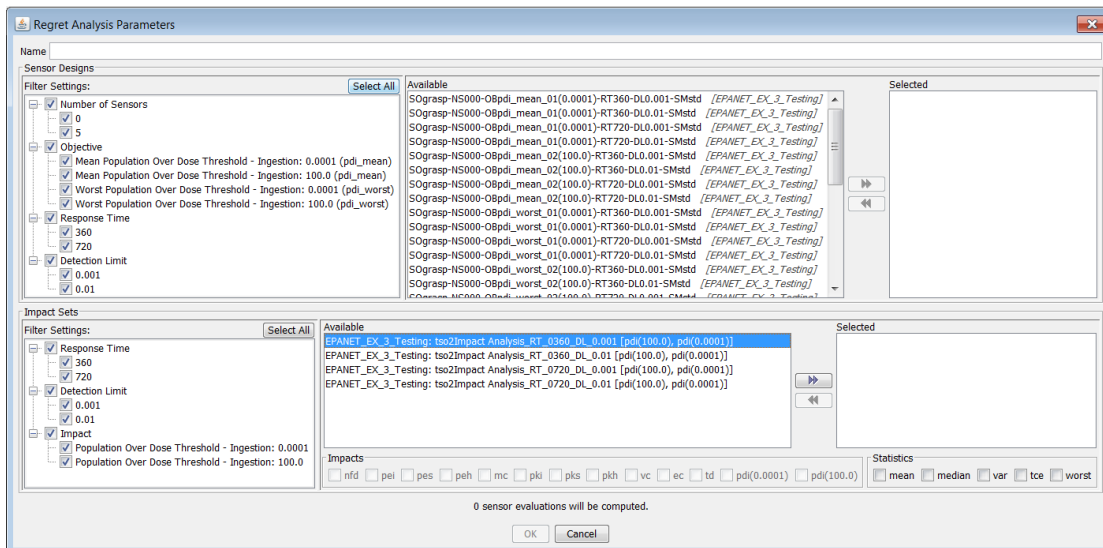 Regret Analysis Parameters
Name
Sensor Designs
Filter Settings:
Select All
Number of Sensors
0
5
Objective
Mean Population Over Dose Threshold - Ingestion: 0.0001 (pdi_mean)
Mean Population Over Dose Threshold - Ingestion: 100.0 (pdi_mean)
Worst Population Over Dose Threshold - Ingestion: 0.0001 (pdi_worst)
Worst Population Over Dose Threshold - Ingestion: 100.0 (pdi_worst)
Response Time
360
720
Detection Limit
0.001
0.01
Available
SOgrasp-NS000-OBpdi_mean_01(0.0001)-RT360-DL0.001-SMstd [EPANET_EX_3_Testing]
SOgrasp-NS000-OBpdi_mean_01(0.0001)-RT360-DL0.01-SMstd [EPANET_EX_3_Testing]
SOgrasp-NS000-OBpdi_mean_01(0.0001)-RT720-DL0.001-SMstd [EPANET_EX_3_Testing]
SOgrasp-NS000-OBpdi_mean_01(0.0001)-RT720-DL0.01-SMstd [EPANET_EX_3_Testing]
SOgrasp-NS000-OBpdi_mean_02(100.0)-RT360-DL0.001-SMstd [EPANET_EX_3_Testing]
SOgrasp-NS000-OBpdi_mean_02(100.0)-RT360-DL0.01-SMstd [EPANET_EX_3_Testing]
SOgrasp-NS000-OBpdi_mean_02(100.0)-RT720-DL0.001-SMstd [EPANET_EX_3_Testing]
SOgrasp-NS000-OBpdi_mean_02(100.0)-RT720-DL0.01-SMstd [EPANET_EX_3_Testing]
SOgrasp-NS000-OBpdi_worst_01(0.0001)-RT360-DL0.001-SMstd [EPANET_EX_3_Testing]
SOgrasp-NS000-OBpdi_worst_01(0.0001)-RT720-DL0.001-SMstd [EPANET_EX_3_Testing]
SOgrasp-NS000-OBpdi_worst_01(0.0001)-RT720-DL0.01-SMstd [EPANET_EX_3_Testing]
SOgrasp-NS000-OBpdi_worst_02(100.0)-RT360-DL0.001-SMstd [EPANET_EX_3_Testing]
SOgrasp-NS000-OBpdi_worst_02(100.0)-RT360-DL0.01-SMstd [EPANET_EX_3_Testing]
SOgrasp-NS000-OBpdi_worst_02(100.0)-RT720-DL0.001-SMstd [EPANET_EX_3_Testing]
Selected
Impact Sets
Filter Settings:
Select All
Response Time
360
720
Detection Limit
0.001
0.01
Impact
Population Over Dose Threshold - Ingestion: 0.0001
Population Over Dose Threshold - Ingestion: 100.0
Available
EPANET_EX_3_Testing: tso2Impact Analysis_RT_0360_DL_0.001 [pdi(100.0), pdi(0.0001)]
EPANET_EX_3_Testing: tso2Impact Analysis_RT_0360_DL_0.01 [pdi(100.0), pdi(0.0001)]
EPANET_EX_3_Testing: tso2Impact Analysis_RT_0720_DL_0.001 [pdi(100.0), pdi(0.0001)]
EPANET_EX_3_Testing: tso2Impact Analysis_RT_0720_DL_0.01 [pdi(100.0), pdi(0.0001)]
Selected
Impacts
nfd pei pes peh mc pki pks pkh vc ec td pdi(0.0001) pdi(100.0)
Statistics
mean median var tce worst
0 sensor evaluations will be computed.
OK
Cancel